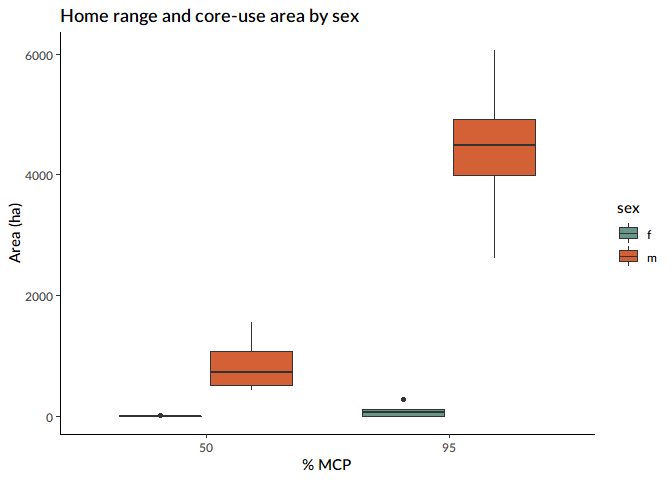 Home range and core-use area by sex
6000
4000
2000
0
Area (ha)
50
95
% MCP
sex
f
m